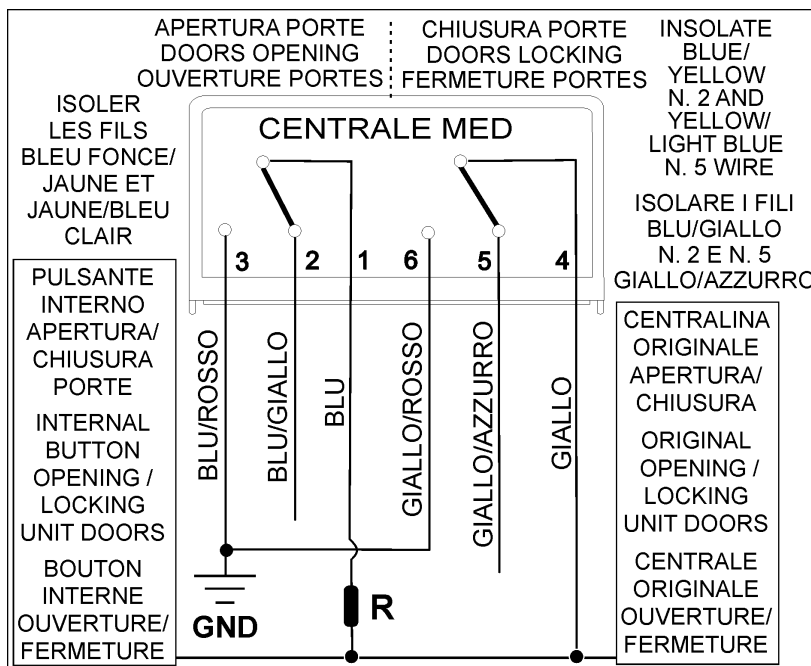 APERTURA PORTE
DOORS OPENING
OUVERTURE PORTES
CHIUSURA PORTE
DOORS LOCKING
FERMETURE PORTES
INSOLATE
BLUE/
YELLOW
N. 2 AND
YELLOW/
LIGHT BLUE
N. 5 WIRE
ISOLER
LES FILS
BLEU FONCE/
JAUNE ET
JAUNE/BLEU
CLAIR
CENTRALE MED
ISOLARE I FILI
BLU/GIALLO
N. 2 E N. 5
GIALLO/AZZURRO
3 2 1 6 5 4
PULSANTE
INTERNO
APERTURA/
CHIUSURA
PORTE
INTERNAL
BUTTON
OPENING /
LOCKING
UNIT DOORS
BOUTON
INTERNE
OUVERTURE/
FERMETURE
BLU/ROSSO
BLU/GIALLO
BLU
GIALLO/ROSSO
GIALLO/AZZURRO
GIALLO
GND
R
CENTRALINA
ORIGINALE
APERTURA/
CHIUSURA
ORIGINAL
OPENING /
LOCKING
UNIT DOORS
CENTRALE
ORIGINALE
OUVERTURE/
FERMETURE